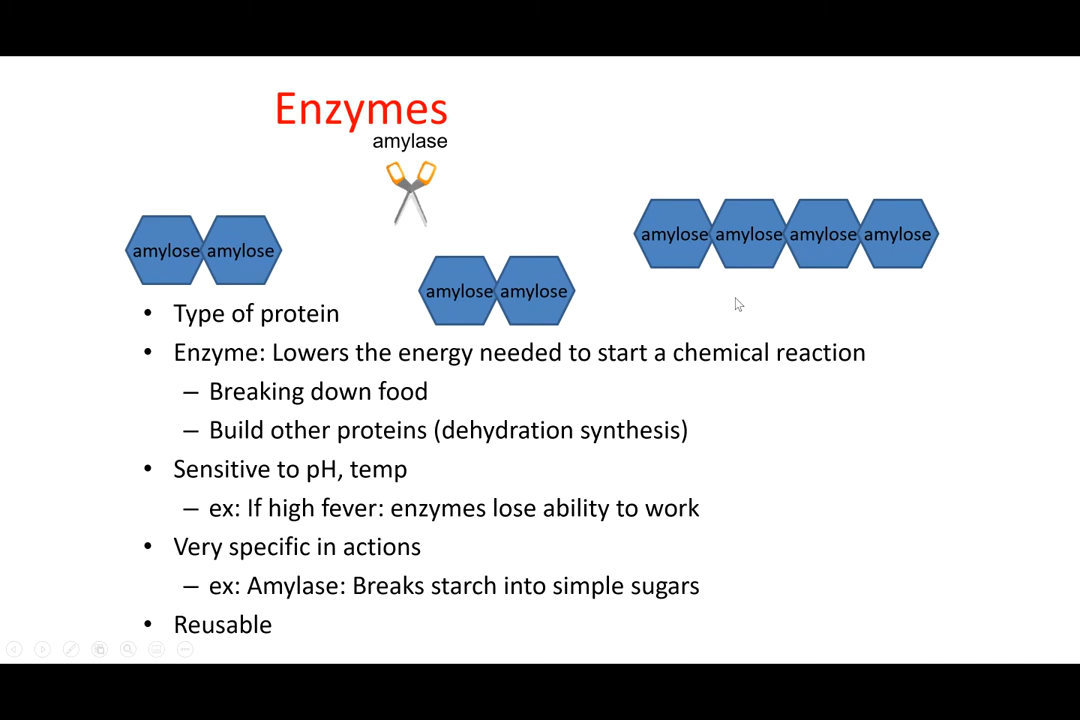 Enzymes
amylase
amylose amylose
amylose amylose
amylose amylose amylose amylose
• Type of protein
• Enzyme: Lowers the energy needed to start a chemical reaction
– Breaking down food
– Build other proteins (dehydration synthesis)
• Sensitive to pH, temp
– ex: If high fever: enzymes lose ability to work
• Very specific in actions
– ex: Amylase: Breaks starch into simple sugars
• Reusable